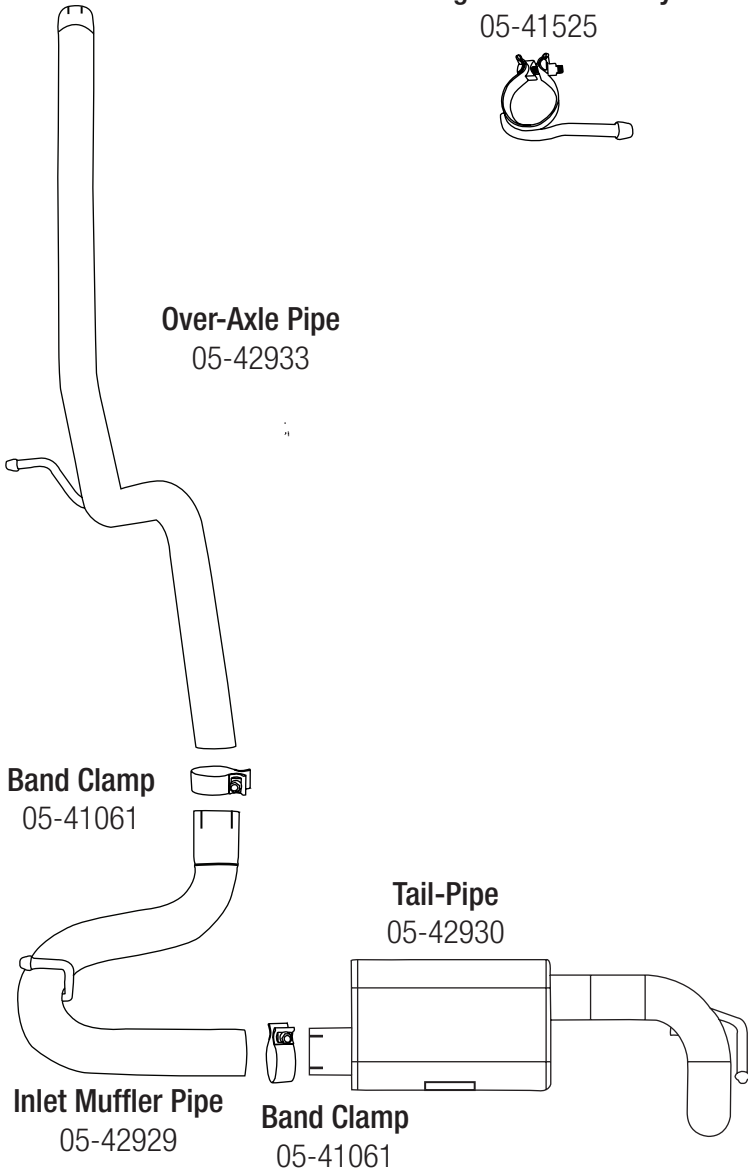 05-41525
Over-Axle Pipe
05-42933
Band Clamp
05-41061
Tail-Pipe
05-42930
Inlet Muffler Pipe
05-42929
Band Clamp
05-41061